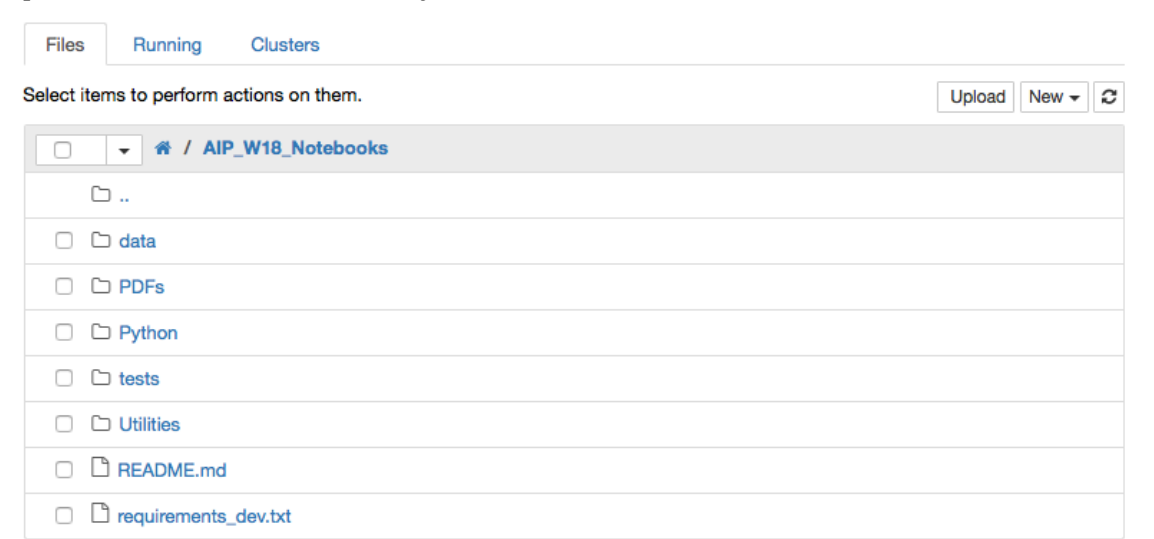 Files Running Clusters
Select items to perform actions on them. Upload New
/ AIP_W18_Notebooks
..
data
PDFs
Python
tests
Utilities
README.md
requirements_dev.txt